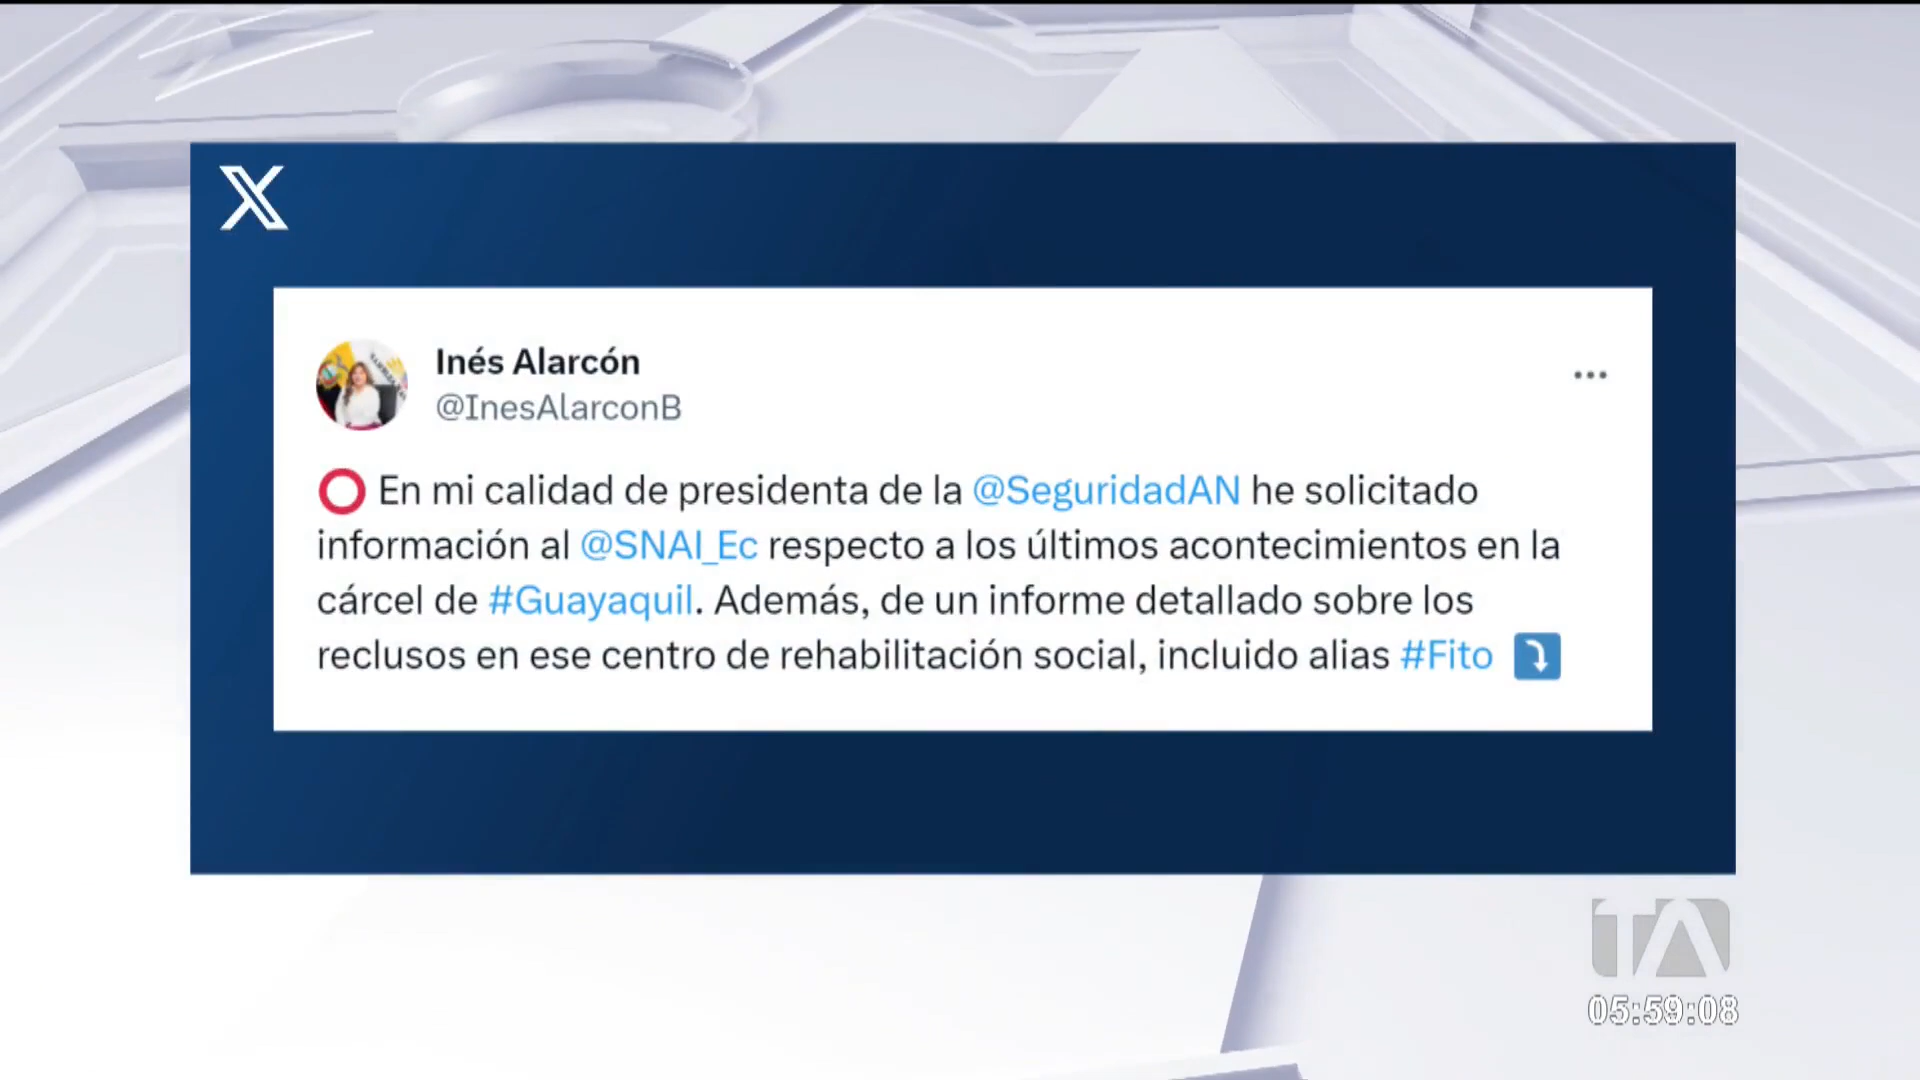 X
Inés Alarcón
@InesAlarconB
⭕ En mi calidad de presidenta de la @SeguridadAN he solicitado
información al @SNAI_Ec respecto a los últimos acontecimientos en la
cárcel de #Guayaquil. Además, de un informe detallado sobre los
reclusos en ese centro de rehabilitación social, incluido alias #Fito ⤵
TA
05:59:08